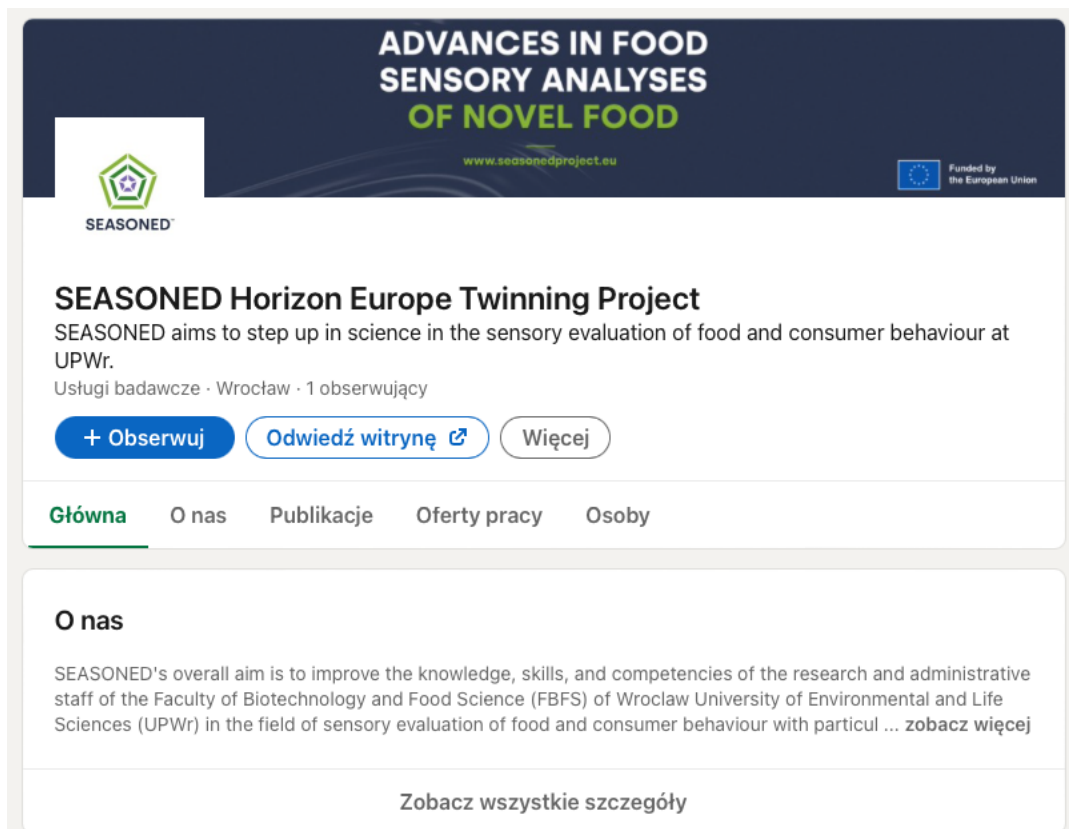 ADVANCES IN FOOD
SENSORY ANALYSES
OF NOVEL FOOD
www.seasonedproject.eu
Funded by
the European Union
SEASONED™
SEASONED Horizon Europe Twinning Project
SEASONED aims to step up in science in the sensory evaluation of food and consumer behaviour at
UPWr.
Usługi badawcze · Wrocław · 1 obserwujący
+ Obserwuj
Odwiedź witrynę
Więcej
Główna
O nas
Publikacje
Oferty pracy
Osoby
O nas
SEASONED's overall aim is to improve the knowledge, skills, and competencies of the research and administrative
staff of the Faculty of Biotechnology and Food Science (FBFS) of Wroclaw University of Environmental and Life
Sciences (UPWr) in the field of sensory evaluation of food and consumer behaviour with particul ... zobacz więcej
Zobacz wszystkie szczegóły